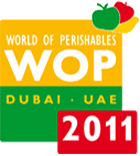 WORLD OF PERISHABLES
WOP
DUBAI · UAE
2011